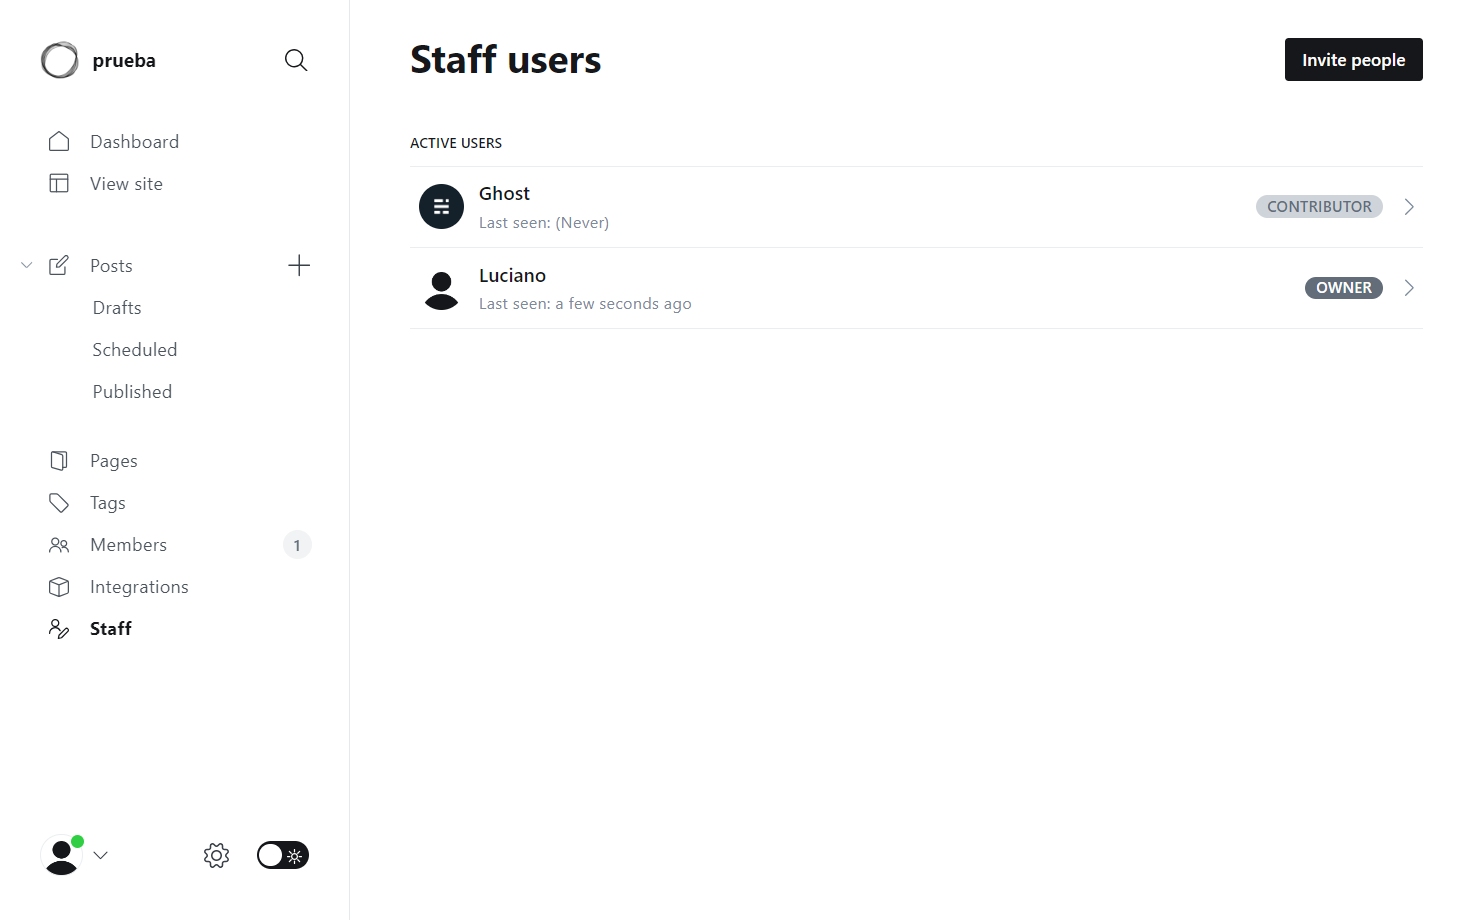 prueba
Dashboard
View site
Posts
Drafts
Scheduled
Published
Pages
Tags
Members
1
Integrations
Staff
Staff users
Invite people
ACTIVE USERS
Ghost
Last seen: (Never)
CONTRIBUTOR
Luciano
Last seen: a few seconds ago
OWNER